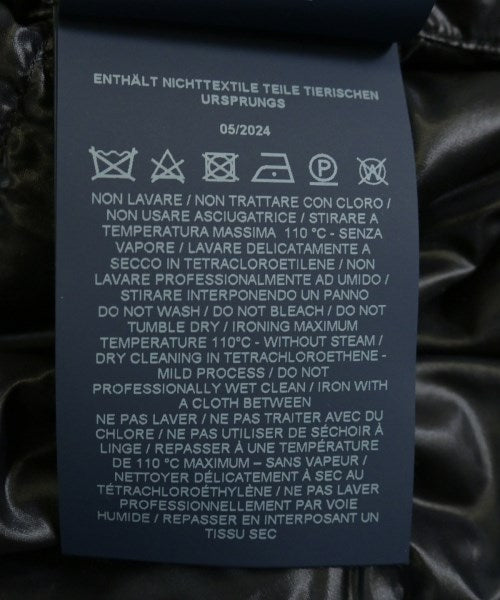 ENTHÄLT NICHTTEXTILE TEILE TIERISCHEN
URSPRUNGS
05/2024
P W
NON LAVARE / NON TRATTARE CON CLORO /
NON USARE ASCIUGATRICE / STIRARE A
TEMPERATURA MASSIMA 110 °C - SENZA
VAPORE / LAVARE DELICATAMENTE A
SECCO IN TETRACLOROETILENE / NON
LAVARE PROFESSIONALMENTE AD UMIDO /
STIRARE INTERPONENDO UN PANNO
DO NOT WASH / DO NOT BLEACH / DO NOT
TUMBLE DRY / IRONING MAXIMUM
TEMPERATURE 110°C - WITHOUT STEAM /
DRY CLEANING IN TETRACHLOROETHENE -
MILD PROCESS / DO NOT
PROFESSIONALLY WET CLEAN / IRON WITH
A CLOTH BETWEEN
NE PAS LAVER / NE PAS TRAITER AVEC DU
CHLORE / NE PAS UTILISER DE SÉCHOIR À
LINGE / REPASSER À UNE TEMPÉRATURE
DE 110 °C MAXIMUM – SANS VAPEUR /
NETTOYER DÉLICATEMENT À SEC AU
TÉTRACHLOROÉTHYLÈNE / NE PAS LAVER
PROFESSIONNELLEMENT PAR VOIE
HUMIDE / REPASSER EN INTERPOSANT UN
TISSU SEC